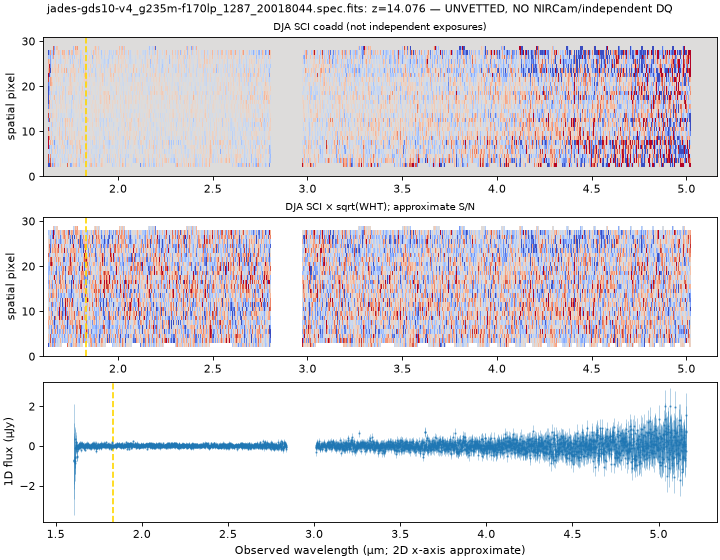 jades-gds10-v4_g235m-f170lp_1287_20018044.spec.fits: z=14.076 — UNVETTED, NO NIRCam/independent DQ
DJA SCI coadd (not independent exposures)
spatial pixel
30
20
10
0
2.0 2.5 3.0 3.5 4.0 4.5 5.0
DJA SCI × sqrt(WHT); approximate S/N
spatial pixel
30
20
10
0
2.0 2.5 3.0 3.5 4.0 4.5 5.0
1D flux (μJy)
2
0
−2
1.5 2.0 2.5 3.0 3.5 4.0 4.5 5.0
Observed wavelength (μm; 2D x-axis approximate)